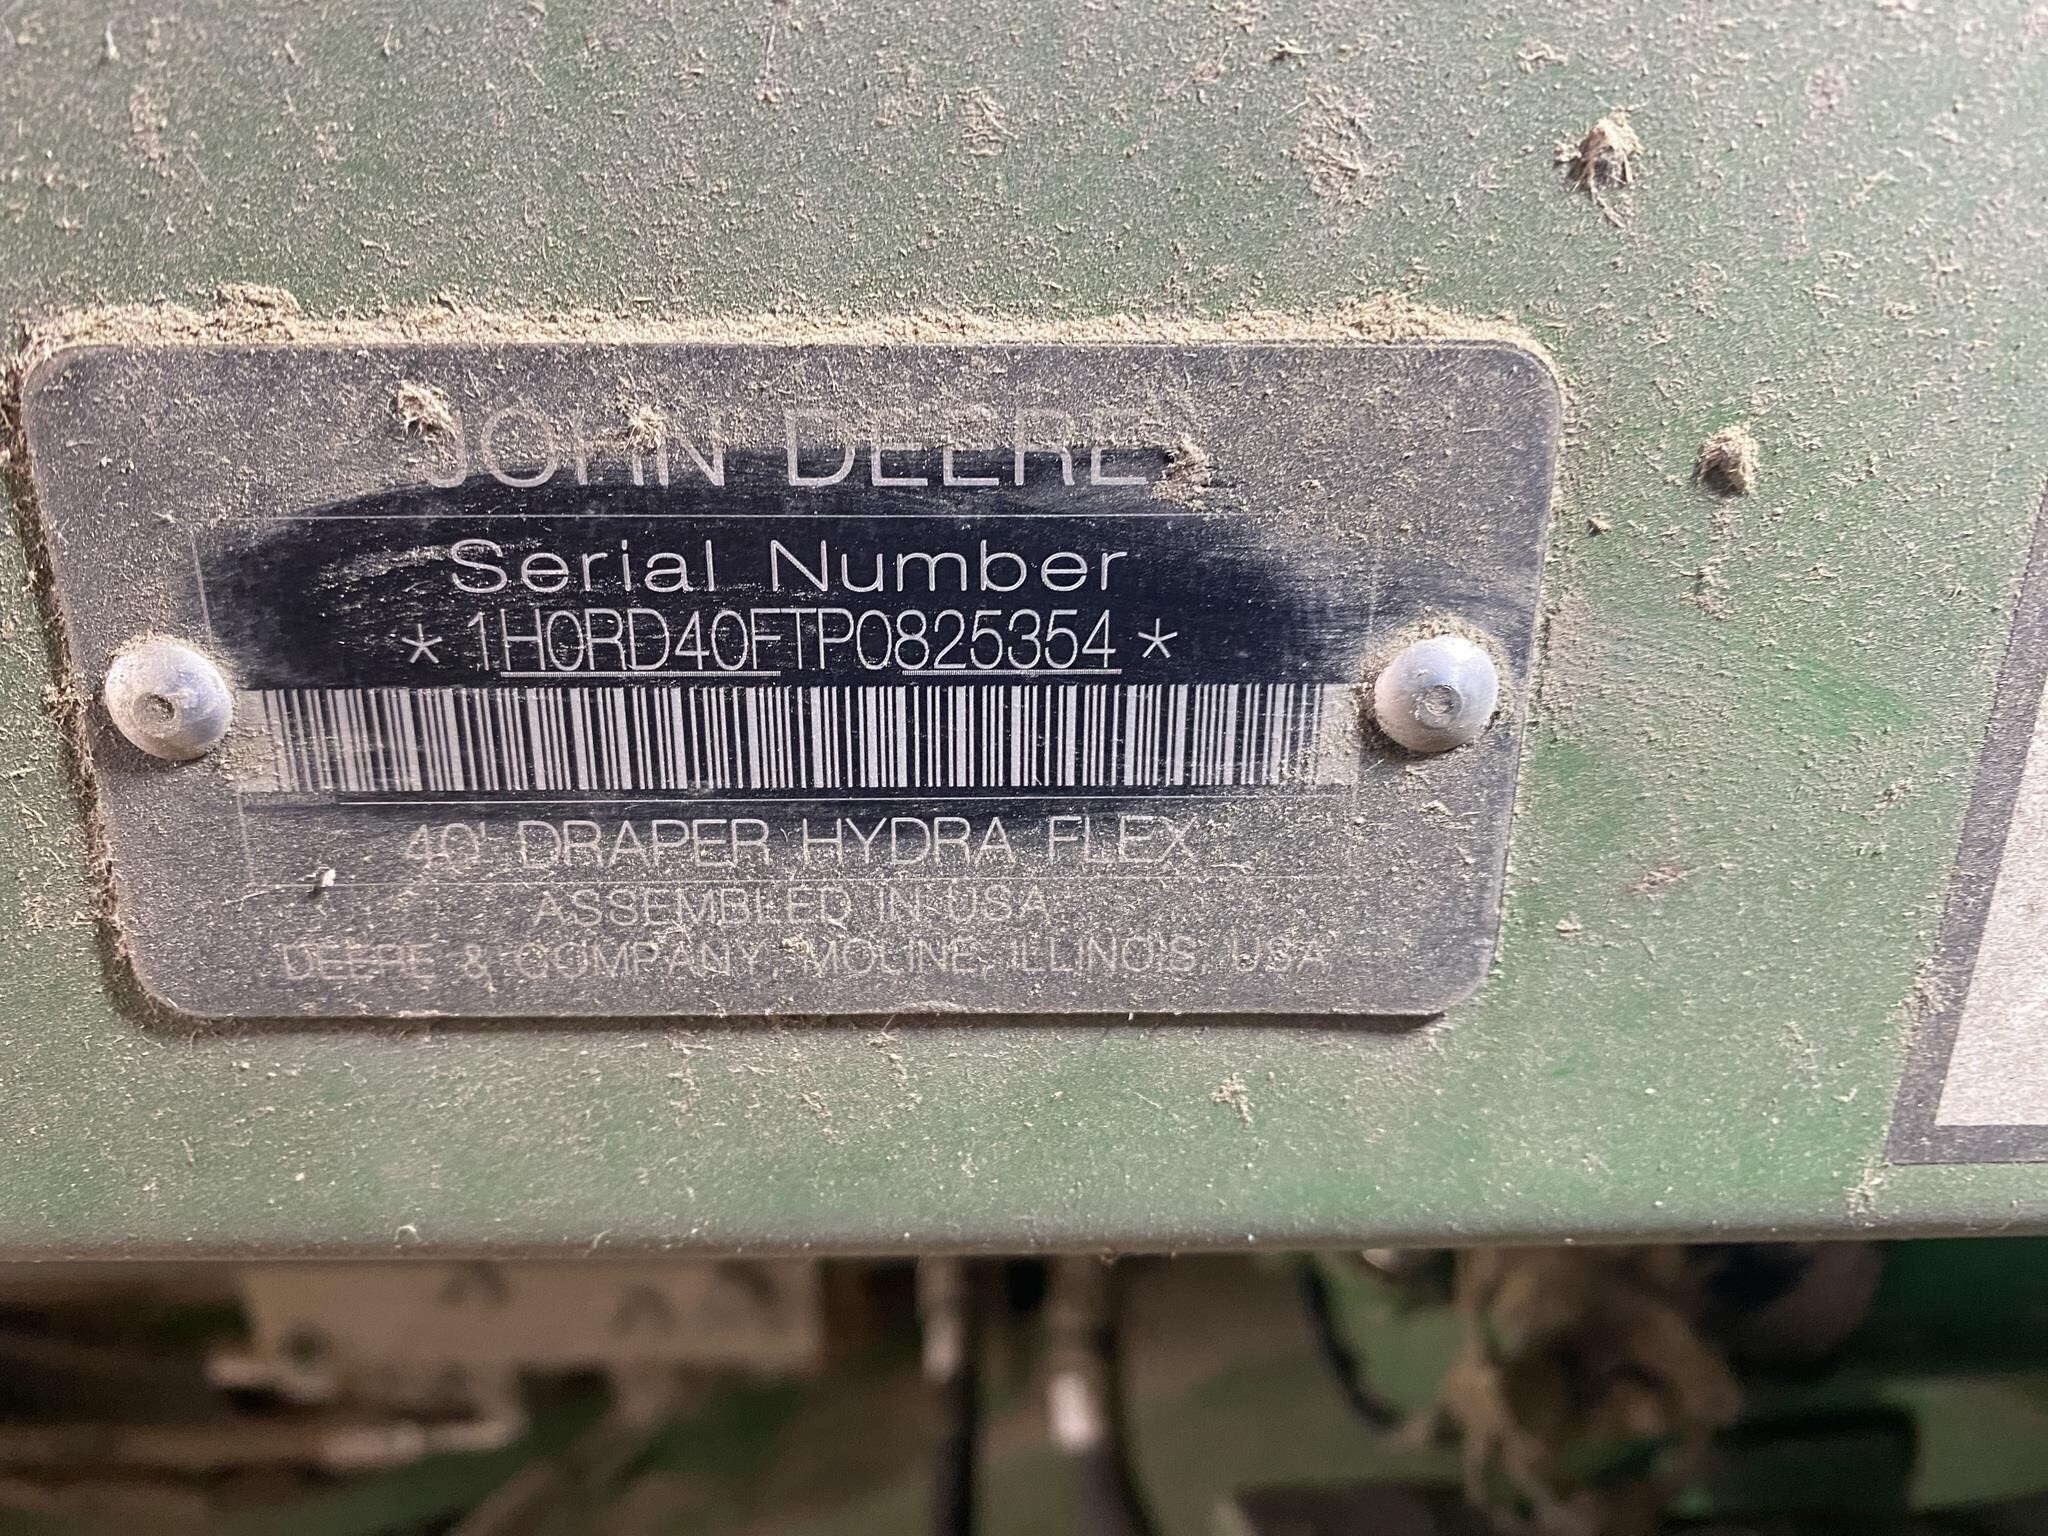 JOHN DEERE
Serial Number
*1H0RD40FTP0825354*
40' DRAPER HYDRA FLEX
ASSEMBLED IN USA
DEERE & COMPANY, MOLINE, ILLINOIS, USA